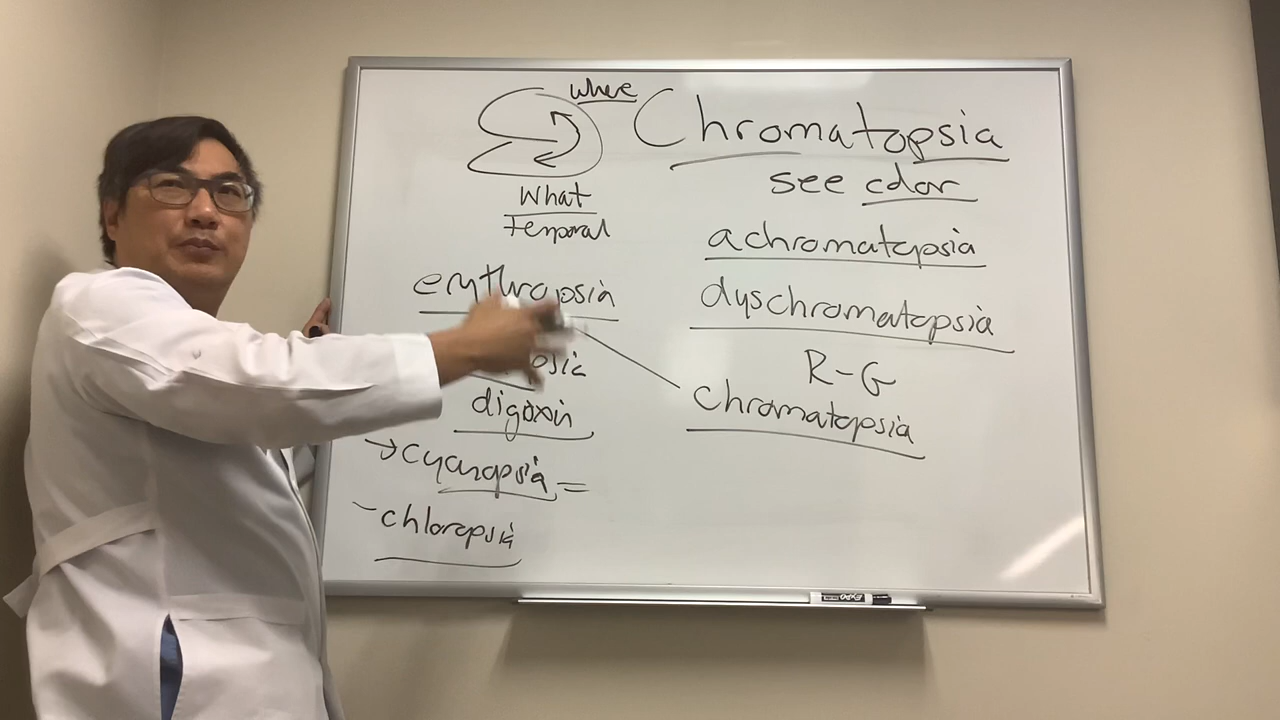 where
Chromatopsia
see color
What
Temporal
achromatopsia
erythropsia
dyschromatopsia
R-G
chromatopsia
digoxin
→ cyanopsia =
- chloropsia